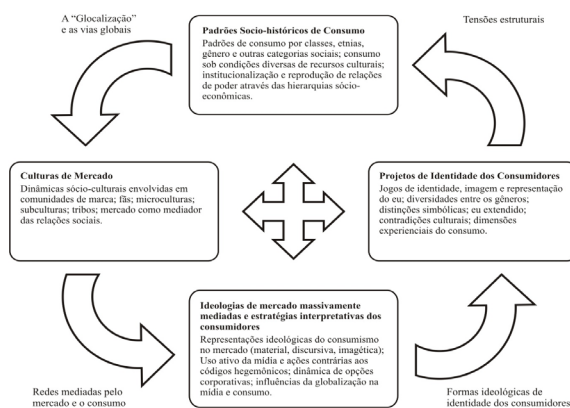 A “Glocalização”
e as vias globais
Padrões Socio-históricos de Consumo
Padrões de consumo por classes, etnias,
gênero e outras categorias sociais; consumo
sob condições diversas de recursos culturais;
institucionalização e reprodução de relações
de poder através das hierarquias sócio-
econômicas.
Tensões estruturais
Culturas de Mercado
Dinâmicas sócio-culturais envolvidas em
comunidades de marca; fãs; microculturas;
subculturas; tribos; mercado como mediador
das relações sociais.
Projetos de Identidade dos Consumidores
Jogos de identidade, imagem e representação
do eu; diversidades entre os gêneros;
distinções simbólicas; eu extendido;
contradições culturais; dimensões
experienciais do consumo.
Ideologias de mercado massivamente
mediadas e estratégias interpretativas dos
consumidores
Representações ideológicas do consumismo
no mercado (material, discursiva, imagética);
Uso ativo da mídia e ações contrárias aos
códigos hegemônicos; dinâmica de opções
corporativas; influências da globalização na
mídia e consumo.
Redes mediadas pelo
mercado e o consumo
Formas ideológicas de
identidade dos consumidores